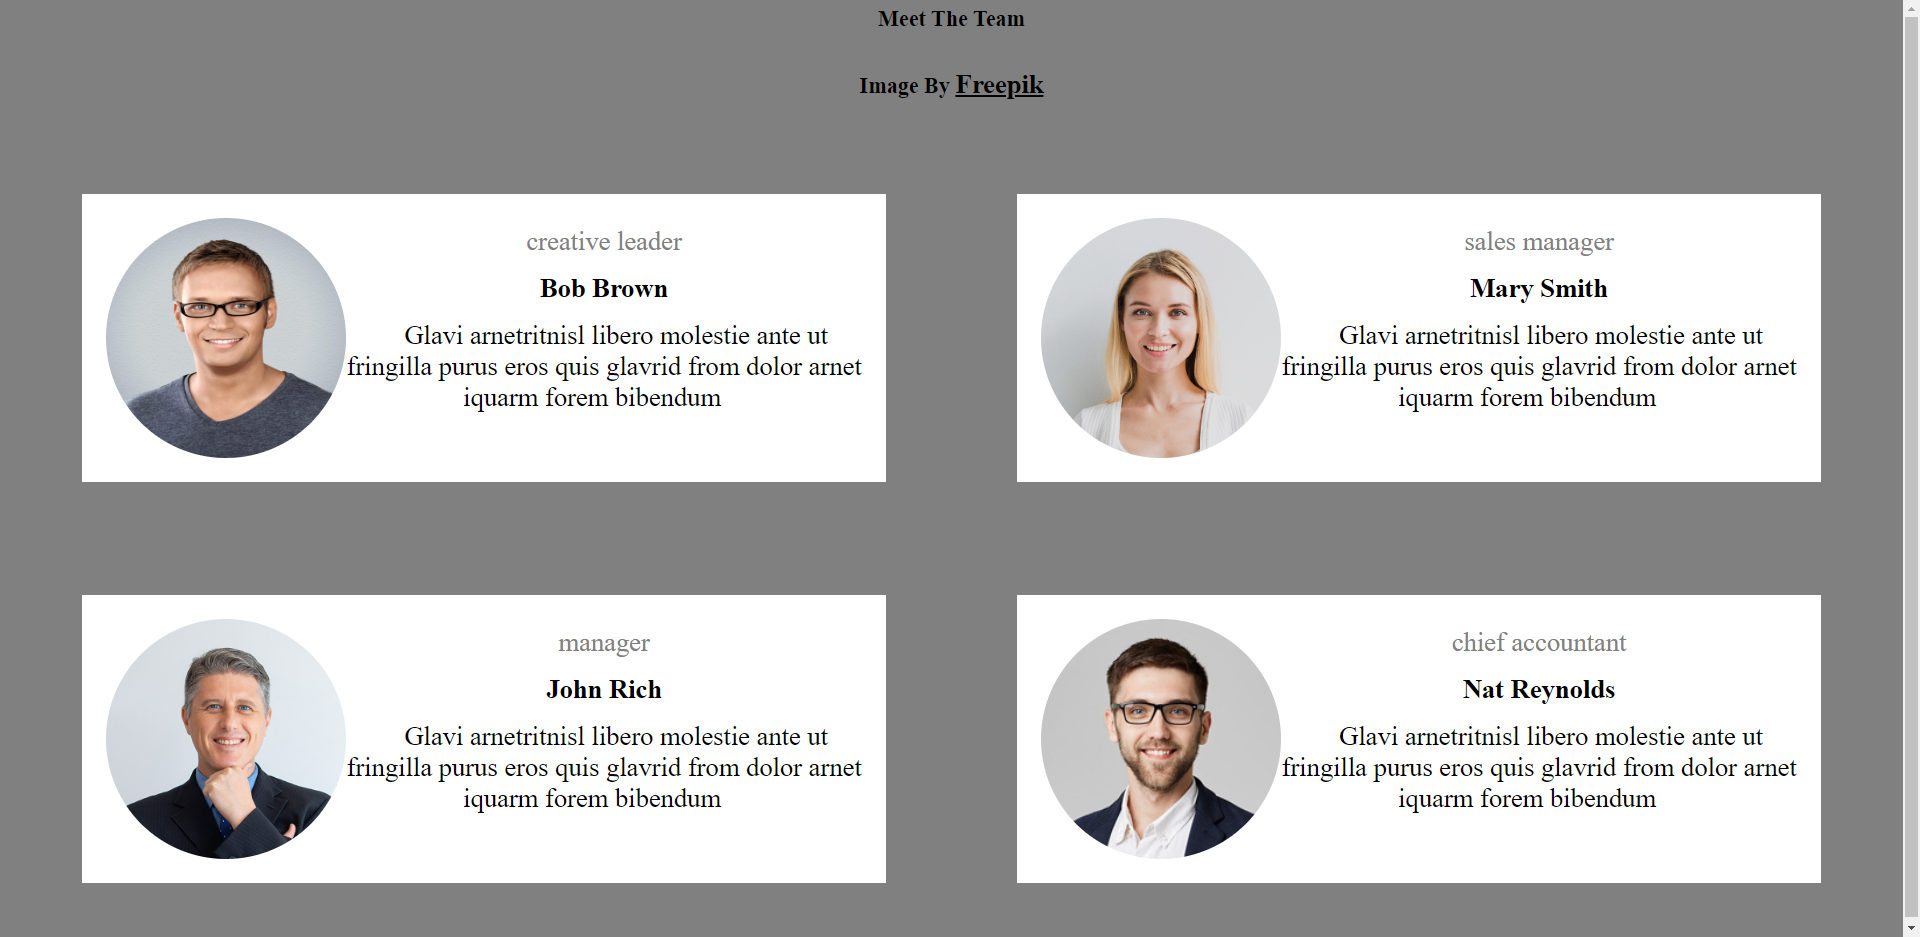 Meet The Team
Image By Freepik
creative leader
Bob Brown
Glavi arnetritnisl libero molestie ante ut
fringilla purus eros quis glavrid from dolor arnet
iquarm forem bibendum
sales manager
Mary Smith
Glavi arnetritnisl libero molestie ante ut
fringilla purus eros quis glavrid from dolor arnet
iquarm forem bibendum
manager
John Rich
Glavi arnetritnisl libero molestie ante ut
fringilla purus eros quis glavrid from dolor arnet
iquarm forem bibendum
chief accountant
Nat Reynolds
Glavi arnetritnisl libero molestie ante ut
fringilla purus eros quis glavrid from dolor arnet
iquarm forem bibendum